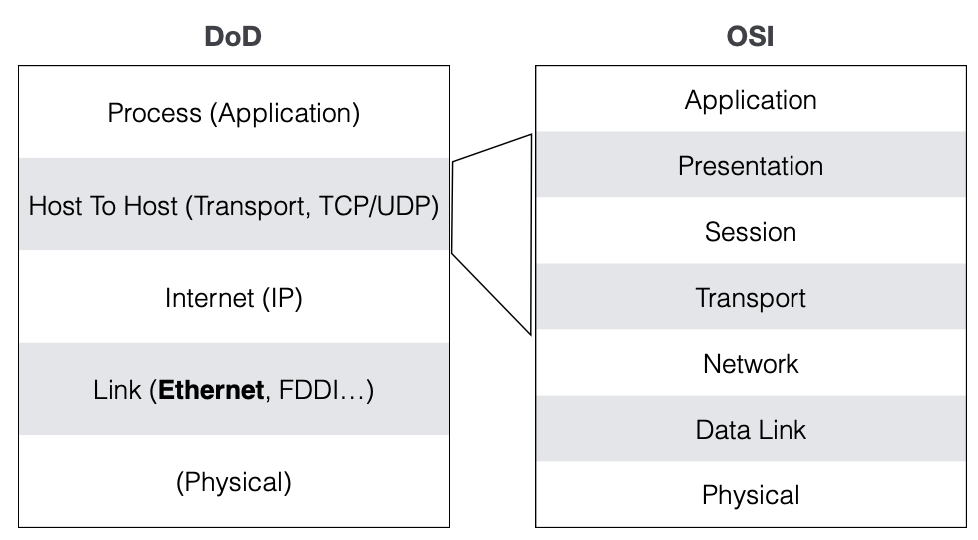 DoD
Process (Application)
Host To Host (Transport, TCP/UDP)
Internet (IP)
Link (Ethernet, FDDI…)
(Physical)
OSI
Application
Presentation
Session
Transport
Network
Data Link
Physical